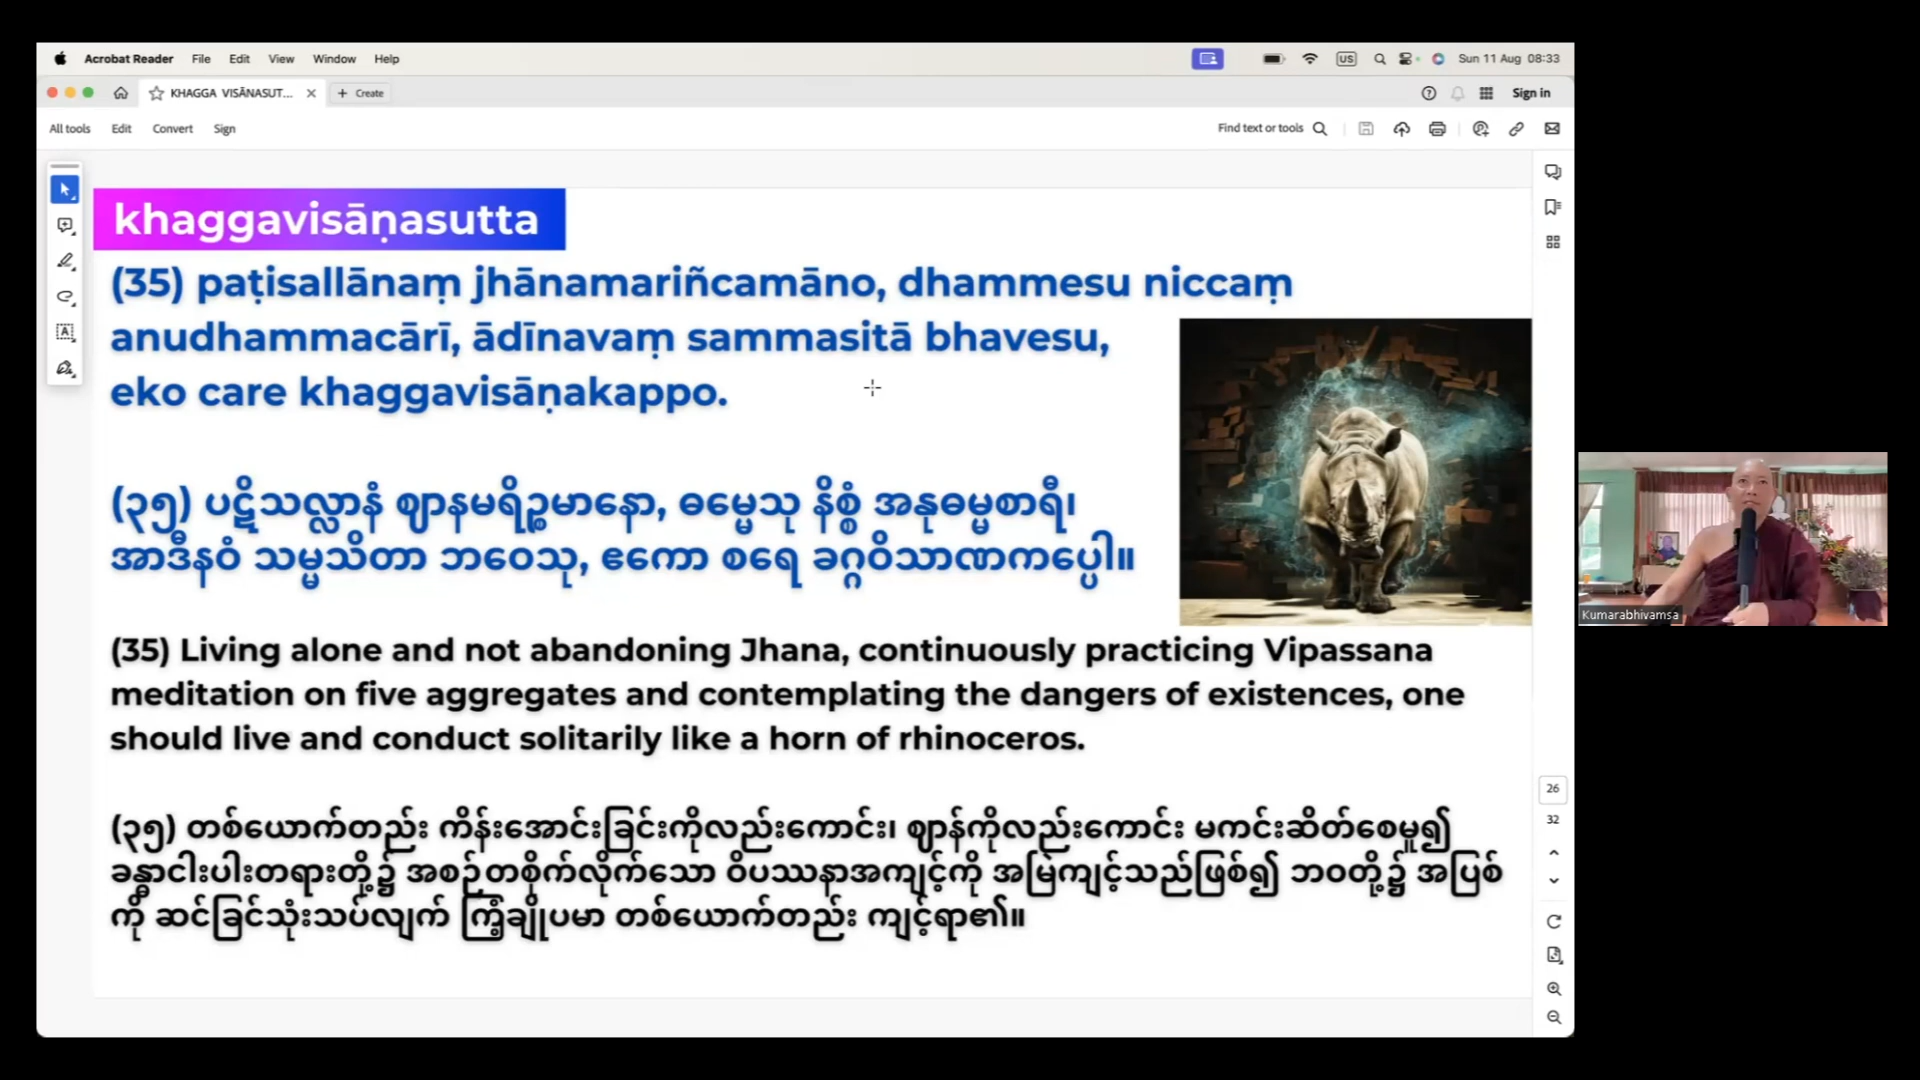 Acrobat Reader File Edit View Window Help US Sun 11 Aug 08:33
KHAGGA VISĀNASUT... Create Sign in
All tools Edit Convert Sign Find text or tools
khaggavisāṇasutta
(35) paṭisallānaṃ jhānamariñcamāno, dhammesu niccaṃ
anudhammacārī, ādīnavaṃ sammasitā bhavesu,
eko care khaggavisāṇakappo.
(၃၅) ပဋိသလ္လာနံ ဈာနမရိဉ္စမာနော, ဓမ္မေသု နိစ္စံ အနုဓမ္မစာရီ၊
အာဒီနဝံ သမ္မသိတာ ဘဝေသု, ဧကော စရေ ခဂ္ဂဝိသာဏကပ္ပေါ။
(35) Living alone and not abandoning Jhana, continuously practicing Vipassana
meditation on five aggregates and contemplating the dangers of existences, one
should live and conduct solitarily like a horn of rhinoceros.
(၃၅) တစ်ယောက်တည်း ကိန်းအောင်းခြင်းကိုလည်းကောင်း၊ ဈာန်ကိုလည်းကောင်း မကင်းဆိတ်စေမူ၍
ခန္ဓာငါးပါးတရားတို့၌ အစဉ်တစိုက်လိုက်သော ဝိပဿနာအကျင့်ကို အမြဲကျင့်သည်ဖြစ်၍ ဘဝတို့၌ အပြစ်
ကို ဆင်ခြင်သုံးသပ်လျက် ကြံ့ချိုပမာ တစ်ယောက်တည်း ကျင့်ရာ၏။
Kumarabhivamsa
26
32